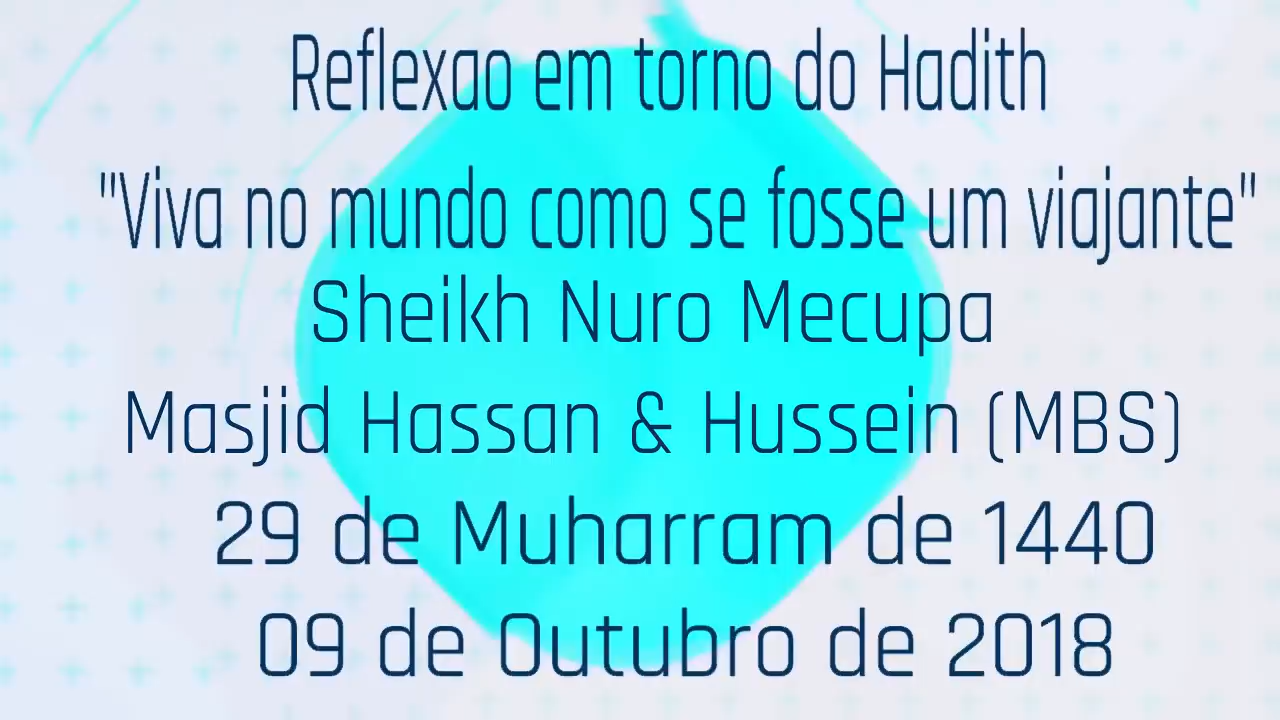 Reflexao em torno do Hadith
"Viva no mundo como se fosse um viajante"
Sheikh Nuro Mecupa
Masjid Hassan & Hussein (MBS)
29 de Muharram de 1440
09 de Outubro de 2018